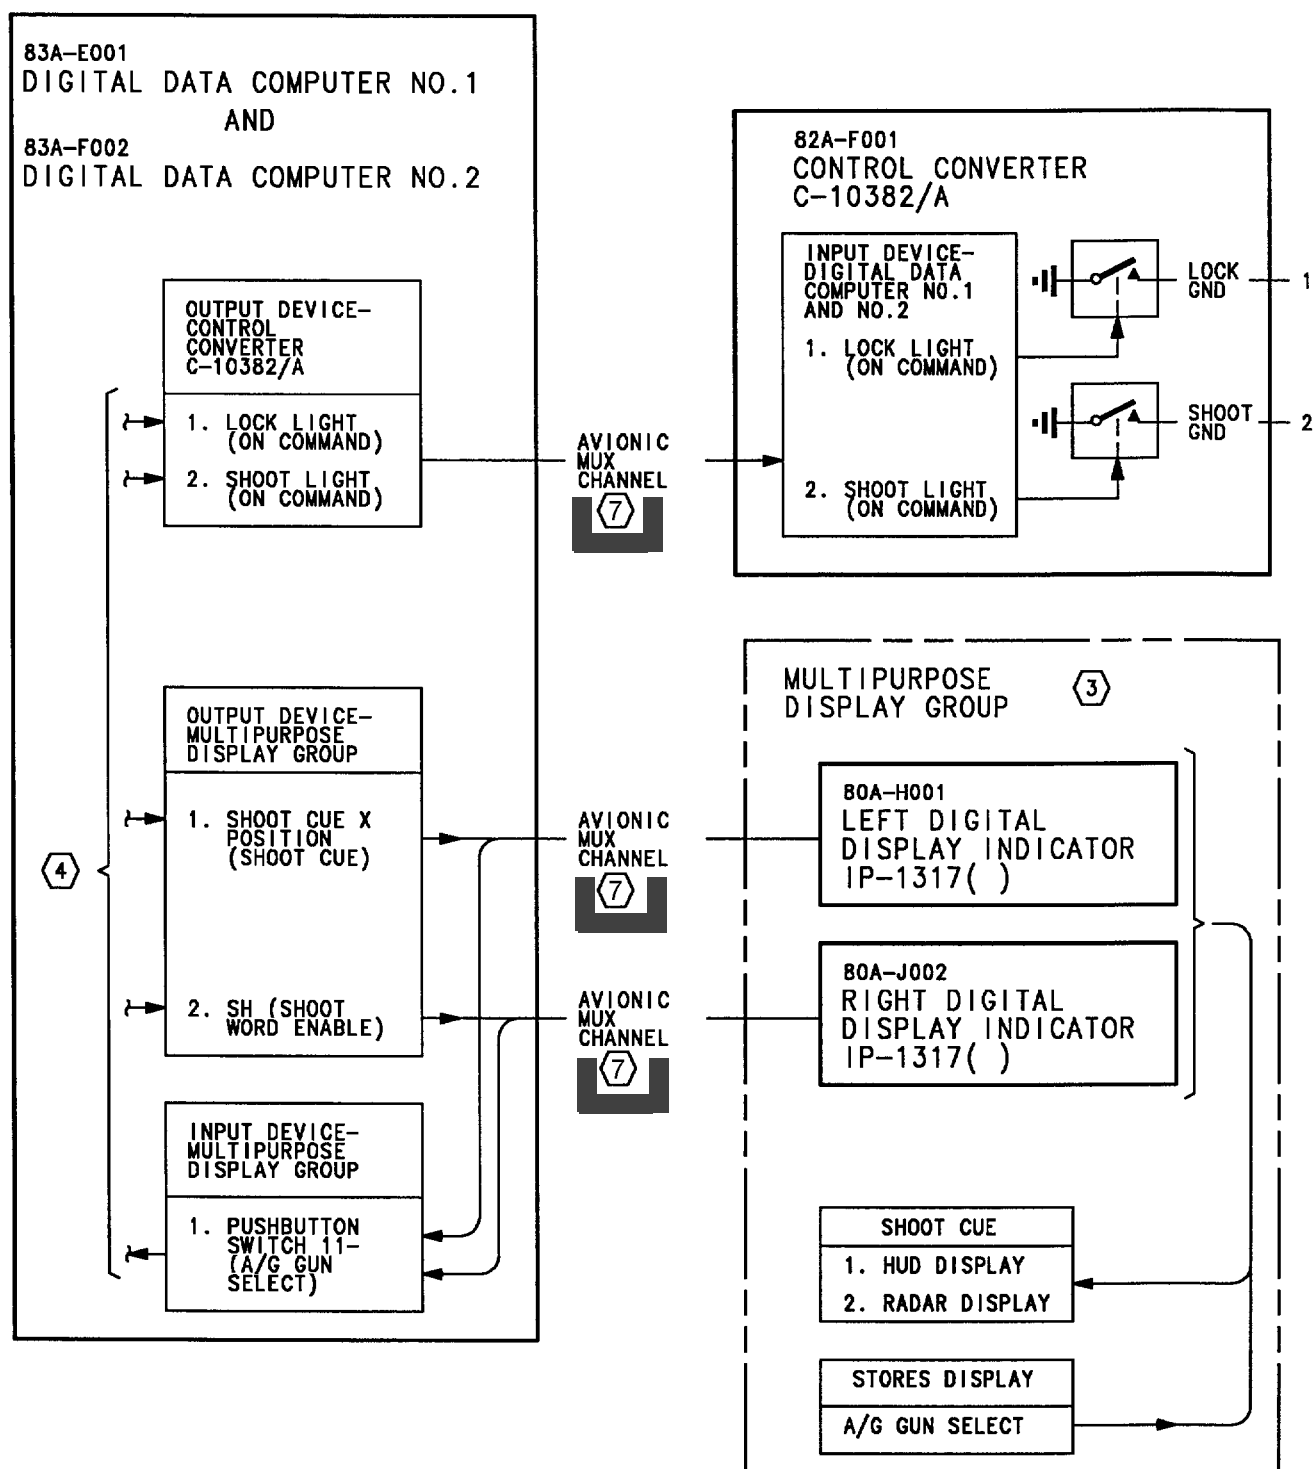 83A-E001
DIGITAL DATA COMPUTER NO.1
AND
83A-F002
DIGITAL DATA COMPUTER NO.2
OUTPUT DEVICE-
CONTROL
CONVERTER
C-10382/A
1. LOCK LIGHT
(ON COMMAND)
2. SHOOT LIGHT
(ON COMMAND)
AVIONIC
MUX
CHANNEL
7
82A-F001
CONTROL CONVERTER
C-10382/A
INPUT DEVICE-
DIGITAL DATA
COMPUTER NO.1
AND NO.2
1. LOCK LIGHT
(ON COMMAND)
2. SHOOT LIGHT
(ON COMMAND)
LOCK
GND
1
SHOOT
GND
2
4
OUTPUT DEVICE-
MULTIPURPOSE
DISPLAY GROUP
1. SHOOT CUE X
POSITION
(SHOOT CUE)
2. SH (SHOOT
WORD ENABLE)
INPUT DEVICE-
MULTIPURPOSE
DISPLAY GROUP
1. PUSHBUTTON
SWITCH 11-
(A/G GUN
SELECT)
AVIONIC
MUX
CHANNEL
7
AVIONIC
MUX
CHANNEL
7
MULTIPURPOSE
DISPLAY GROUP
3
80A-H001
LEFT DIGITAL
DISPLAY INDICATOR
IP-1317( )
80A-J002
RIGHT DIGITAL
DISPLAY INDICATOR
IP-1317( )
SHOOT CUE
1. HUD DISPLAY
2. RADAR DISPLAY
STORES DISPLAY
A/G GUN SELECT